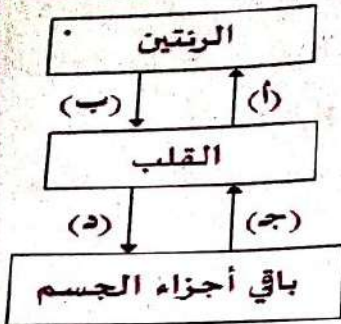 الرئتين
(ب) (أ)
القلب
(د) (جـ)
باقي أجزاء الجسم